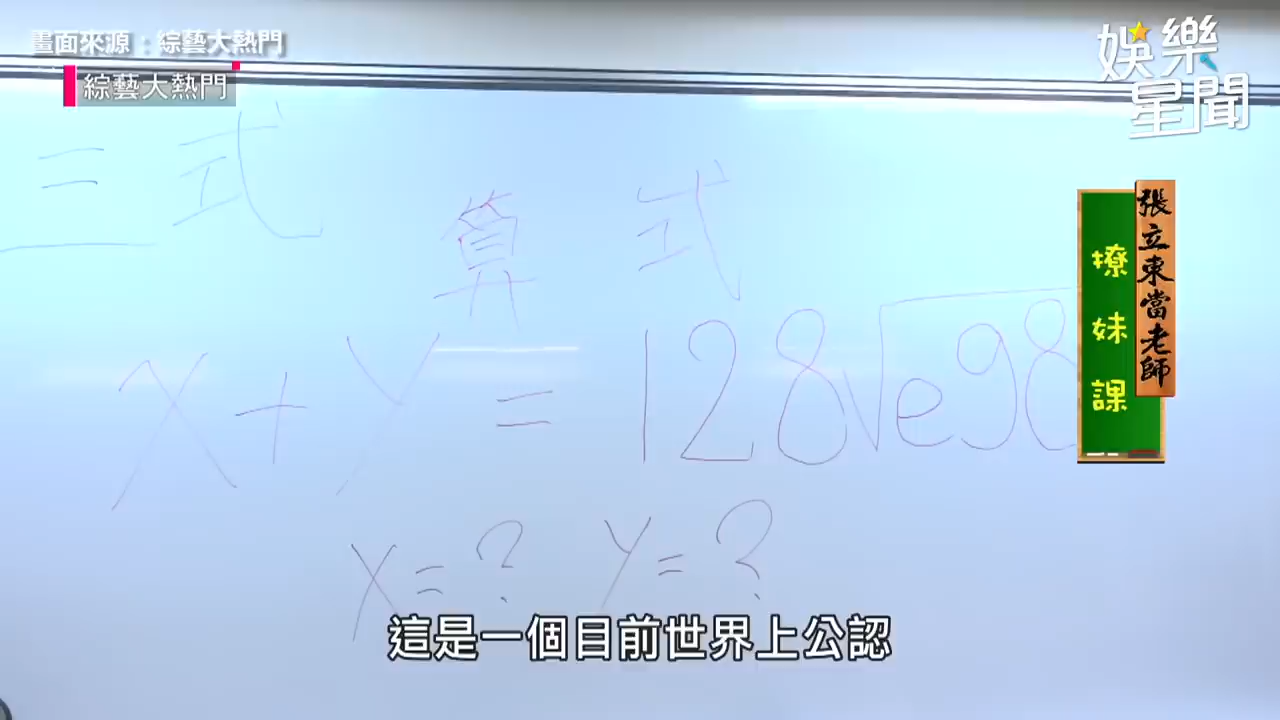 畫面來源：綜藝大熱門
綜藝大熱門
娛樂
星聞
三式
算式
X+Y=128√e98
X=? Y=?
張立東當老師
撩妹課
這是一個目前世界上公認